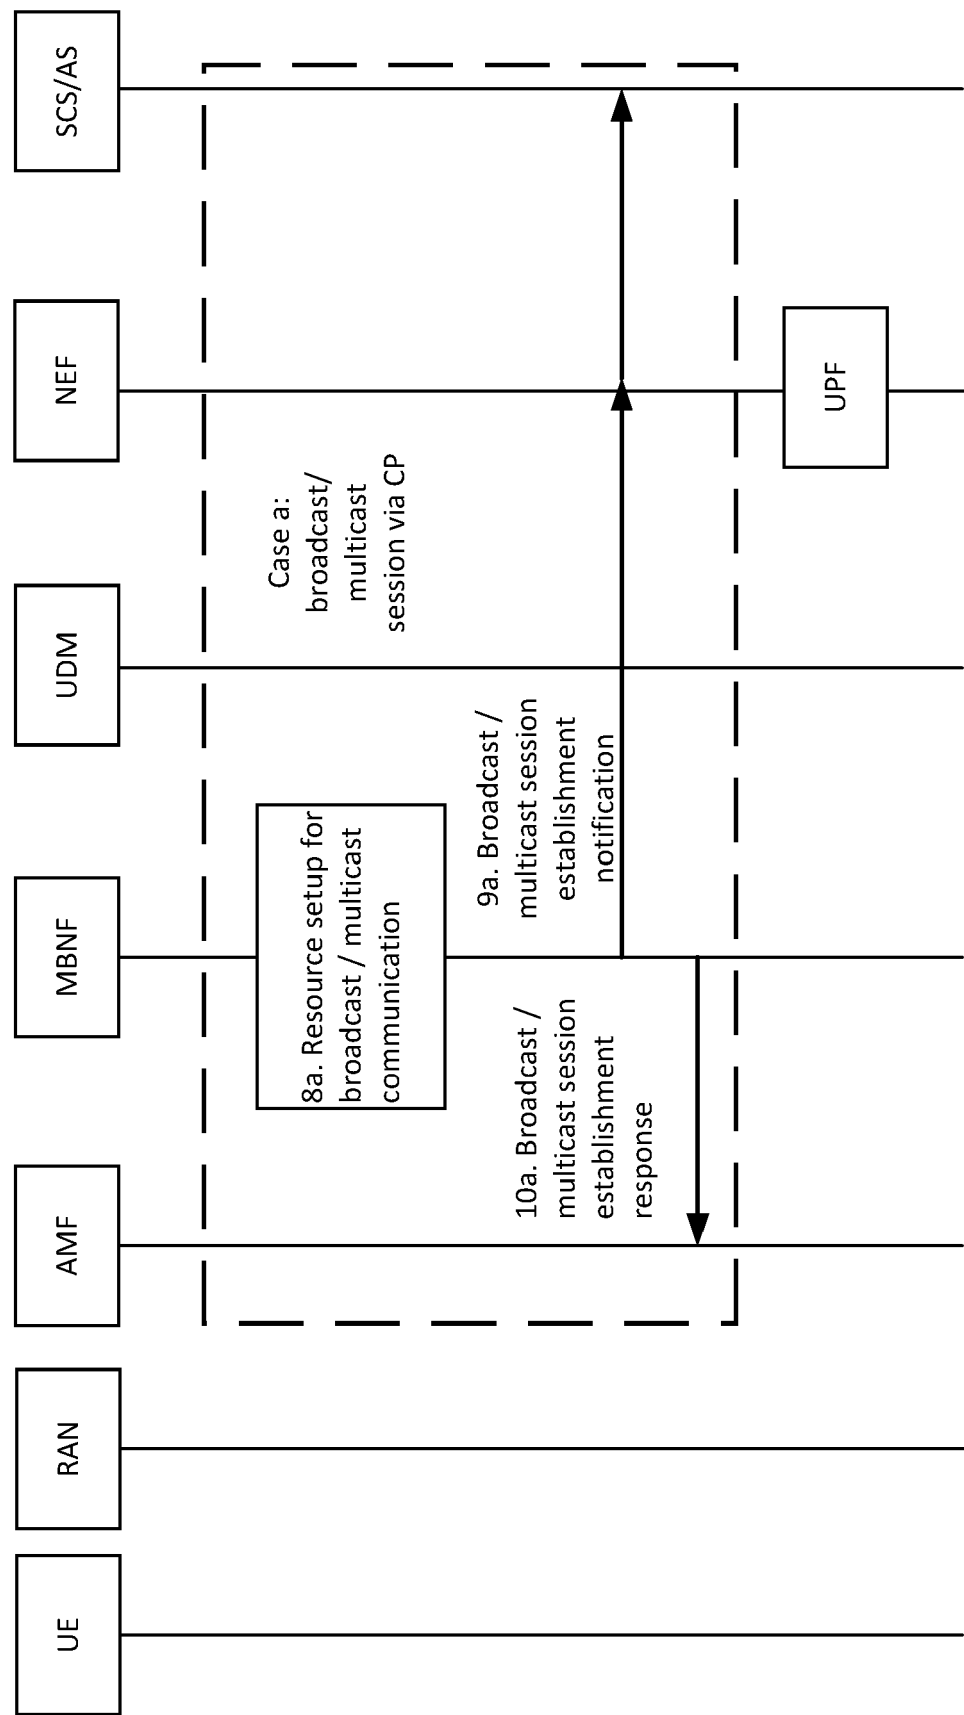 UE
RAN
AMF
MBNF
UDM
NEF
SCS/AS
Case a:
broadcast/
multicast
session via CP
8a. Resource setup for
broadcast / multicast
communication
9a. Broadcast /
multicast session
establishment
notification
10a. Broadcast /
multicast session
establishment
response
UPF